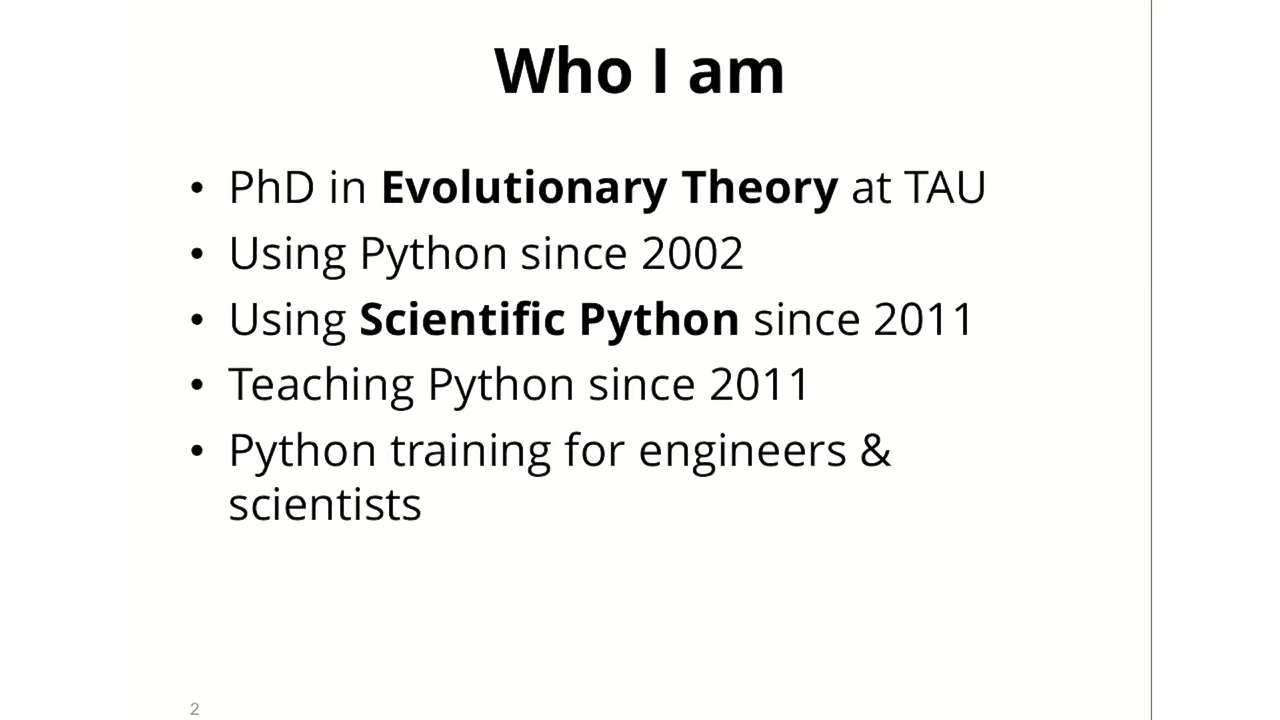 Who I am
• PhD in Evolutionary Theory at TAU
• Using Python since 2002
• Using Scientific Python since 2011
• Teaching Python since 2011
• Python training for engineers &
scientists
2